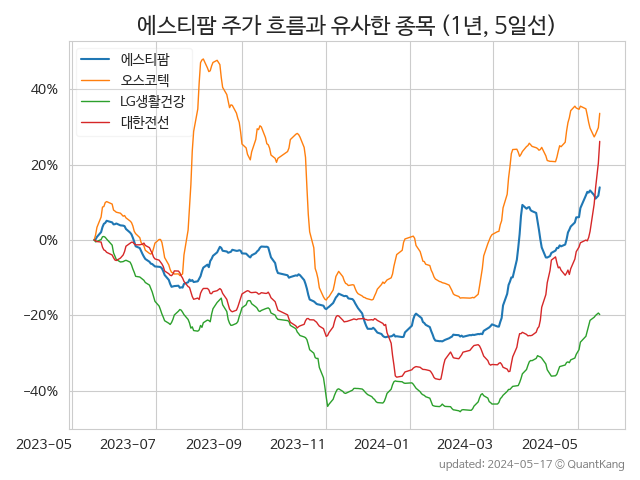 에스티팜 주가 흐름과 유사한 종목 (1년, 5일선)
에스티팜
오스코텍
LG생활건강
대한전선
40%
20%
0%
−20%
−40%
2023-05
2023-07
2023-09
2023-11
2024-01
2024-03
2024-05
updated: 2024-05-17 © QuantKang